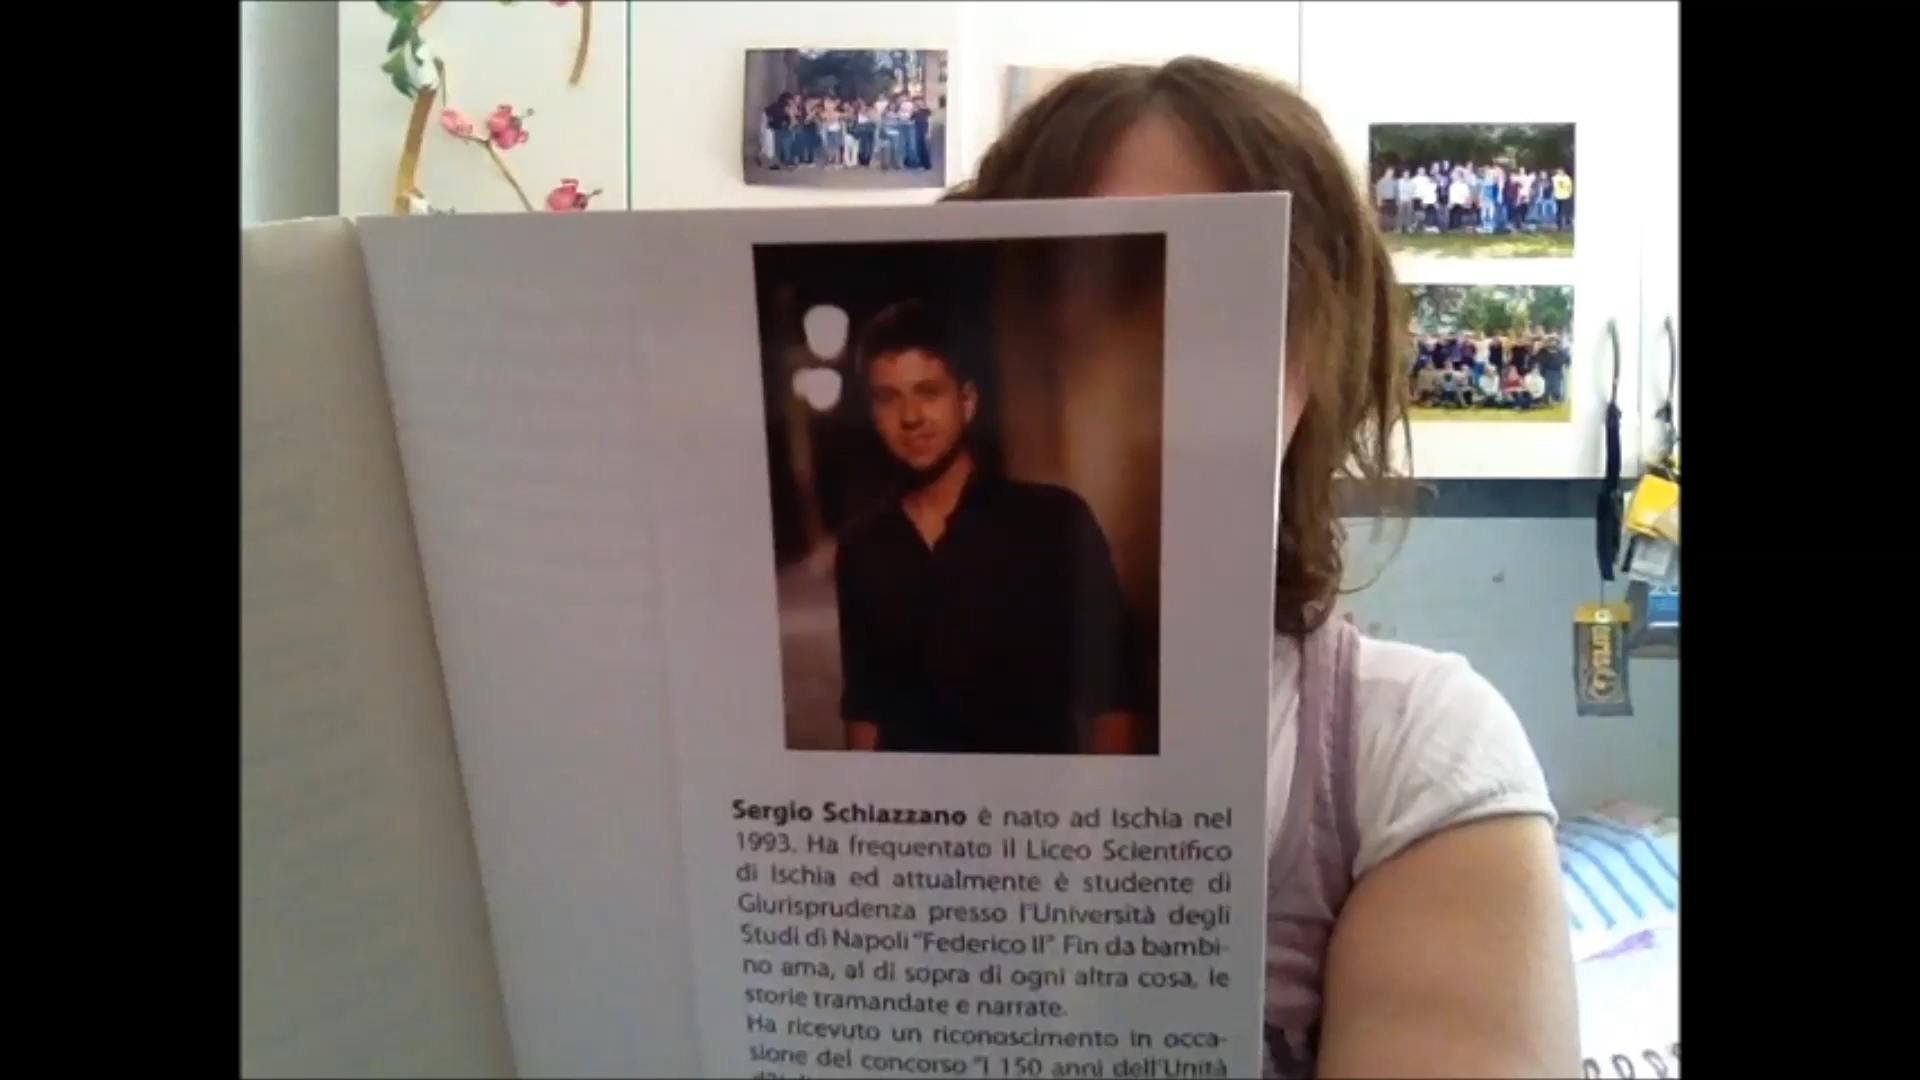 Sergio Schiazzano è nato ad Ischia nel
1993. Ha frequentato il Liceo Scientifico
di Ischia ed attualmente è studente di
Giurisprudenza presso l'Università degli
Studi di Napoli "Federico II". Fin da bambi-
no ama, al di sopra di ogni altra cosa, le
storie tramandate e narrate.
Ha ricevuto un riconoscimento in occa-
sione del concorso "I 150 anni dell'Unità